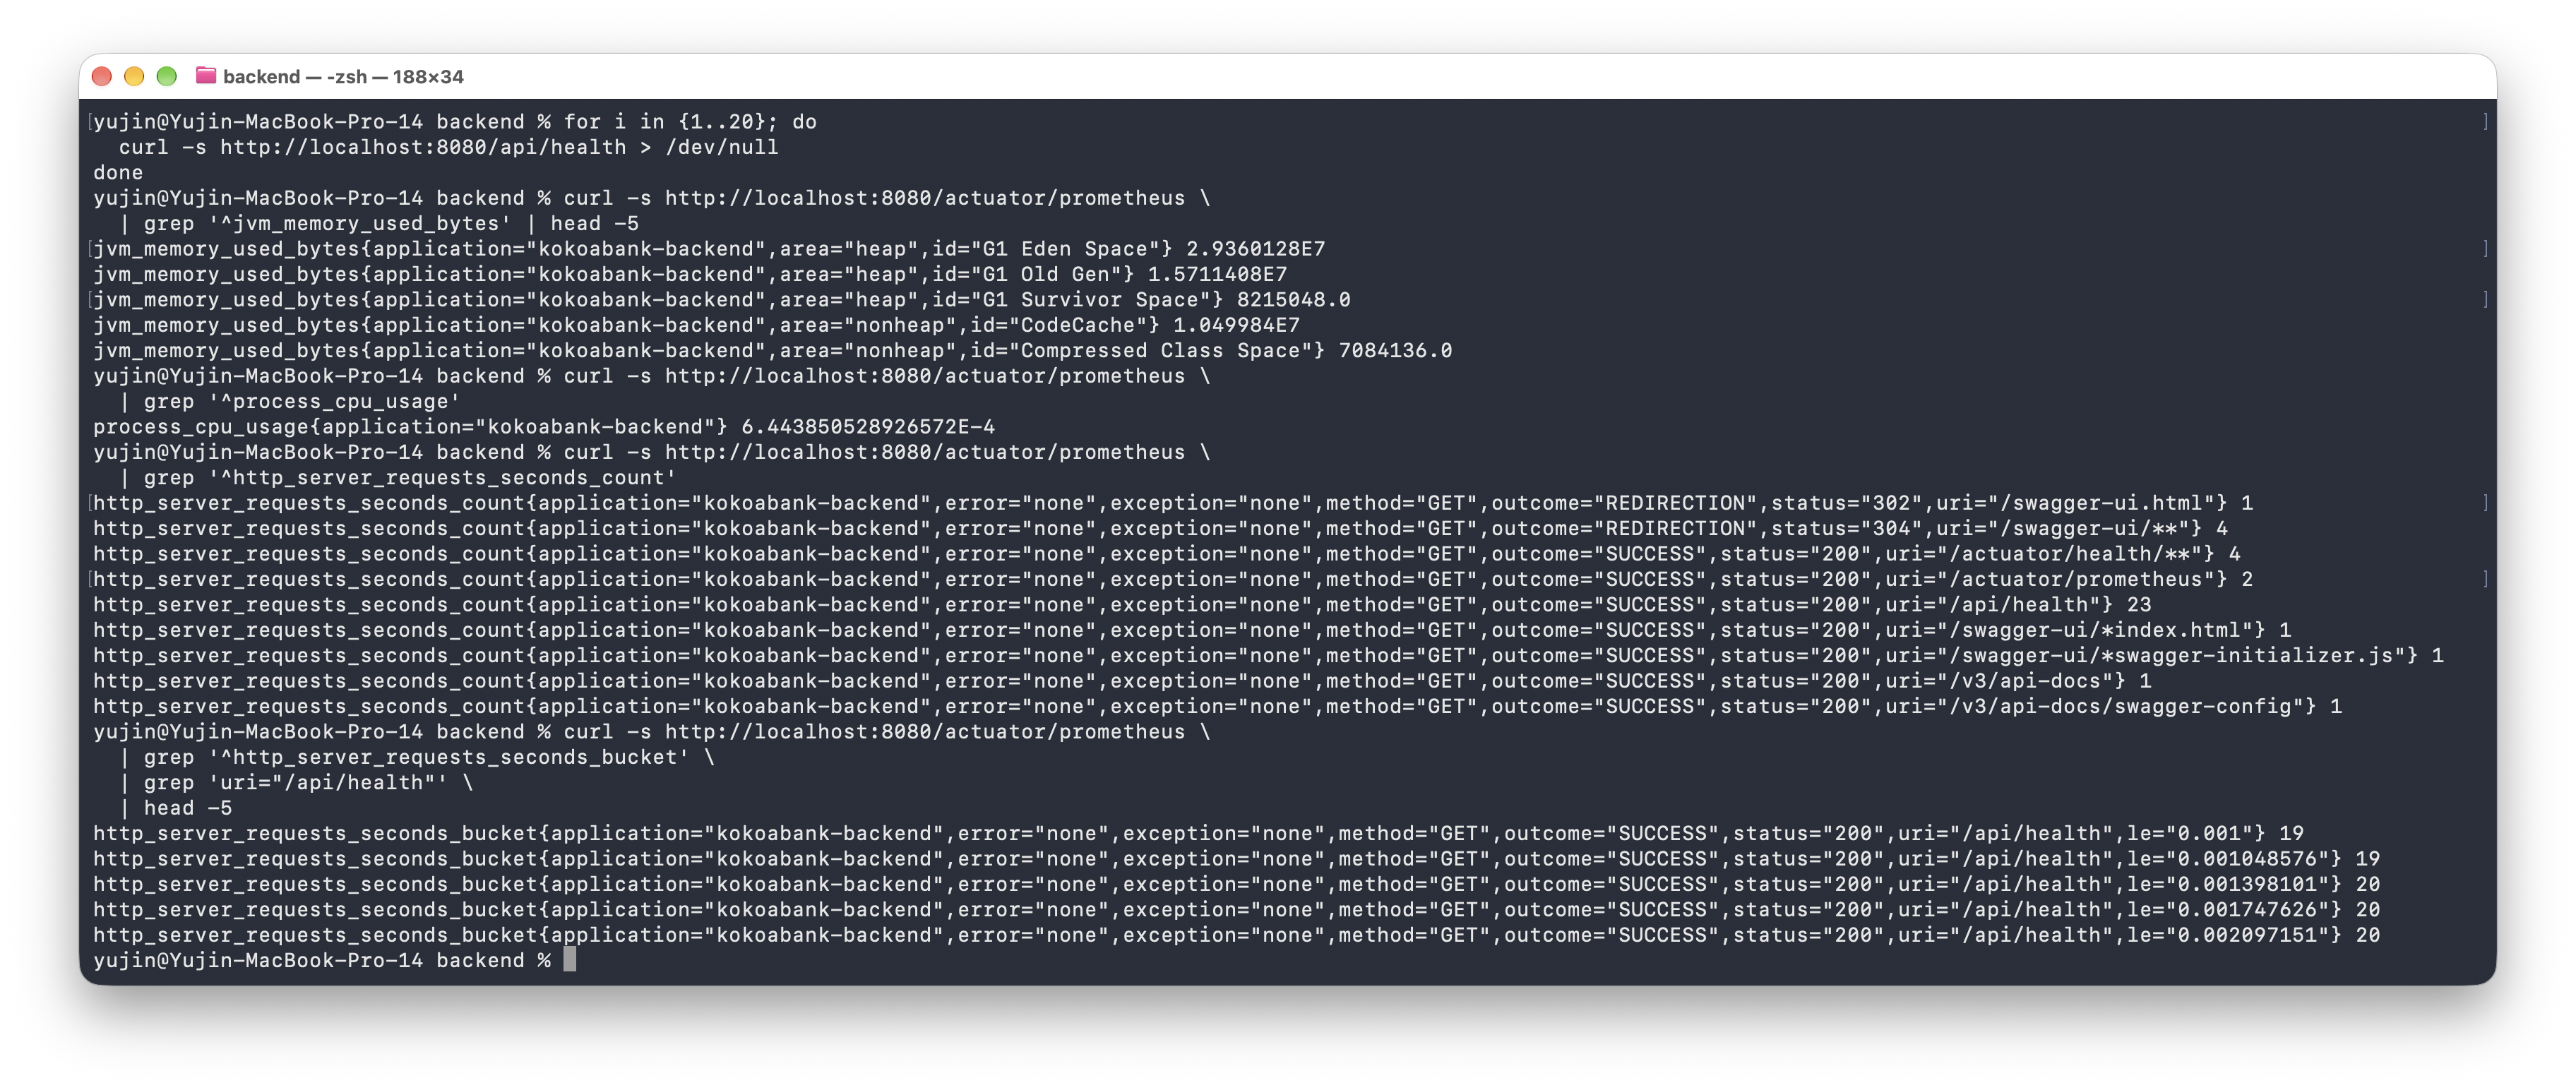 backend — -zsh — 188×34
[yujin@Yujin-MacBook-Pro-14 backend % for i in {1..20}; do ]
  curl -s http://localhost:8080/api/health > /dev/null
done
yujin@Yujin-MacBook-Pro-14 backend % curl -s http://localhost:8080/actuator/prometheus \
  | grep '^jvm_memory_used_bytes' | head -5
[jvm_memory_used_bytes{application="kokoabank-backend",area="heap",id="G1 Eden Space"} 2.9360128E7 ]
jvm_memory_used_bytes{application="kokoabank-backend",area="heap",id="G1 Old Gen"} 1.5711408E7
[jvm_memory_used_bytes{application="kokoabank-backend",area="heap",id="G1 Survivor Space"} 8215048.0 ]
jvm_memory_used_bytes{application="kokoabank-backend",area="nonheap",id="CodeCache"} 1.049984E7
jvm_memory_used_bytes{application="kokoabank-backend",area="nonheap",id="Compressed Class Space"} 7084136.0
yujin@Yujin-MacBook-Pro-14 backend % curl -s http://localhost:8080/actuator/prometheus \
  | grep '^process_cpu_usage'
process_cpu_usage{application="kokoabank-backend"} 6.443850528926572E-4
yujin@Yujin-MacBook-Pro-14 backend % curl -s http://localhost:8080/actuator/prometheus \
  | grep '^http_server_requests_seconds_count'
[http_server_requests_seconds_count{application="kokoabank-backend",error="none",exception="none",method="GET",outcome="REDIRECTION",status="302",uri="/swagger-ui.html"} 1 ]
http_server_requests_seconds_count{application="kokoabank-backend",error="none",exception="none",method="GET",outcome="REDIRECTION",status="304",uri="/swagger-ui/**"} 4
http_server_requests_seconds_count{application="kokoabank-backend",error="none",exception="none",method="GET",outcome="SUCCESS",status="200",uri="/actuator/health/**"} 4
[http_server_requests_seconds_count{application="kokoabank-backend",error="none",exception="none",method="GET",outcome="SUCCESS",status="200",uri="/actuator/prometheus"} 2 ]
http_server_requests_seconds_count{application="kokoabank-backend",error="none",exception="none",method="GET",outcome="SUCCESS",status="200",uri="/api/health"} 23
http_server_requests_seconds_count{application="kokoabank-backend",error="none",exception="none",method="GET",outcome="SUCCESS",status="200",uri="/swagger-ui/*index.html"} 1
http_server_requests_seconds_count{application="kokoabank-backend",error="none",exception="none",method="GET",outcome="SUCCESS",status="200",uri="/swagger-ui/*swagger-initializer.js"} 1
http_server_requests_seconds_count{application="kokoabank-backend",error="none",exception="none",method="GET",outcome="SUCCESS",status="200",uri="/v3/api-docs"} 1
http_server_requests_seconds_count{application="kokoabank-backend",error="none",exception="none",method="GET",outcome="SUCCESS",status="200",uri="/v3/api-docs/swagger-config"} 1
yujin@Yujin-MacBook-Pro-14 backend % curl -s http://localhost:8080/actuator/prometheus \
  | grep '^http_server_requests_seconds_bucket' \
  | grep 'uri="/api/health"' \
  | head -5
http_server_requests_seconds_bucket{application="kokoabank-backend",error="none",exception="none",method="GET",outcome="SUCCESS",status="200",uri="/api/health",le="0.001"} 19
http_server_requests_seconds_bucket{application="kokoabank-backend",error="none",exception="none",method="GET",outcome="SUCCESS",status="200",uri="/api/health",le="0.001048576"} 19
http_server_requests_seconds_bucket{application="kokoabank-backend",error="none",exception="none",method="GET",outcome="SUCCESS",status="200",uri="/api/health",le="0.001398101"} 20
http_server_requests_seconds_bucket{application="kokoabank-backend",error="none",exception="none",method="GET",outcome="SUCCESS",status="200",uri="/api/health",le="0.001747626"} 20
http_server_requests_seconds_bucket{application="kokoabank-backend",error="none",exception="none",method="GET",outcome="SUCCESS",status="200",uri="/api/health",le="0.002097151"} 20
yujin@Yujin-MacBook-Pro-14 backend %